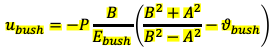 u_bush = −P B/E_bush ((B² + A²)/(B² − A²) − ϑ_bush)